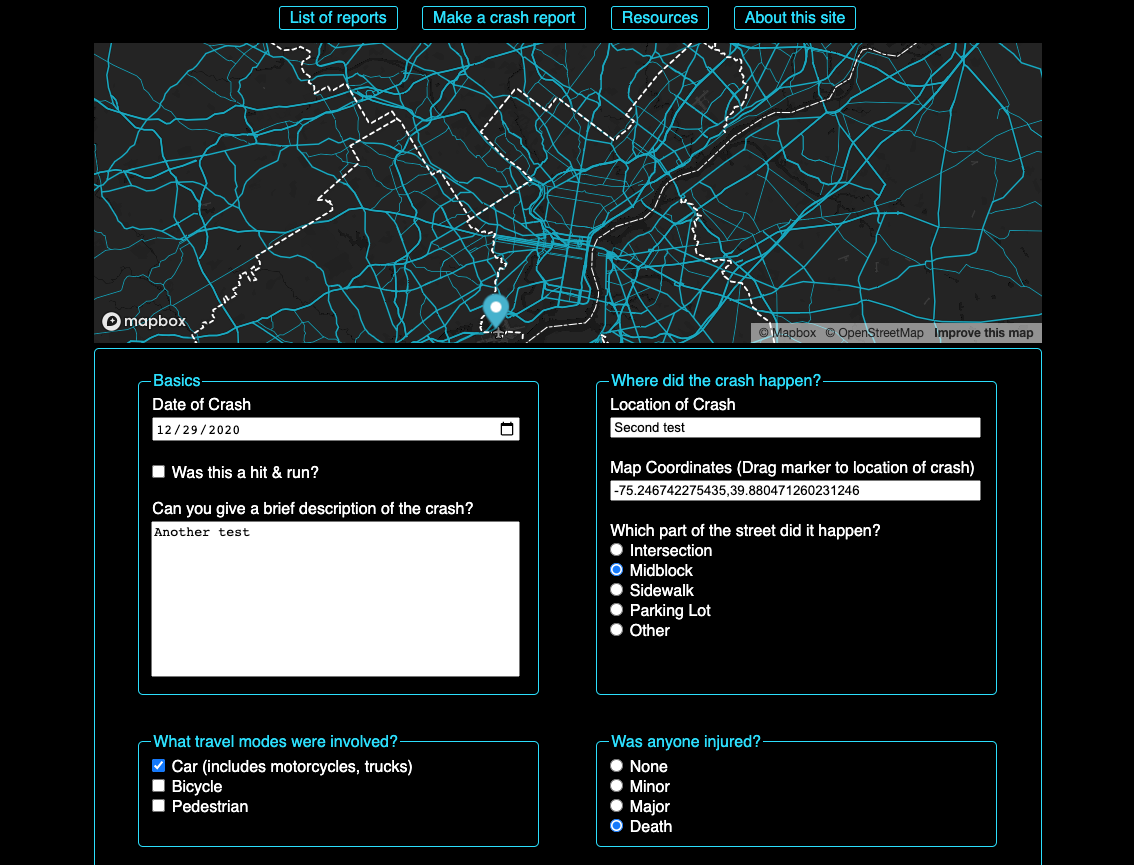 List of reports Make a crash report Resources About this site
mapbox
© Mapbox © OpenStreetMap Improve this map
Basics
Date of Crash
12/29/2020
Was this a hit & run?
Can you give a brief description of the crash?
Another test
Where did the crash happen?
Location of Crash
Second test
Map Coordinates (Drag marker to location of crash)
-75.246742275435,39.880471260231246
Which part of the street did it happen?
Intersection
Midblock
Sidewalk
Parking Lot
Other
What travel modes were involved?
Car (includes motorcycles, trucks)
Bicycle
Pedestrian
Was anyone injured?
None
Minor
Major
Death